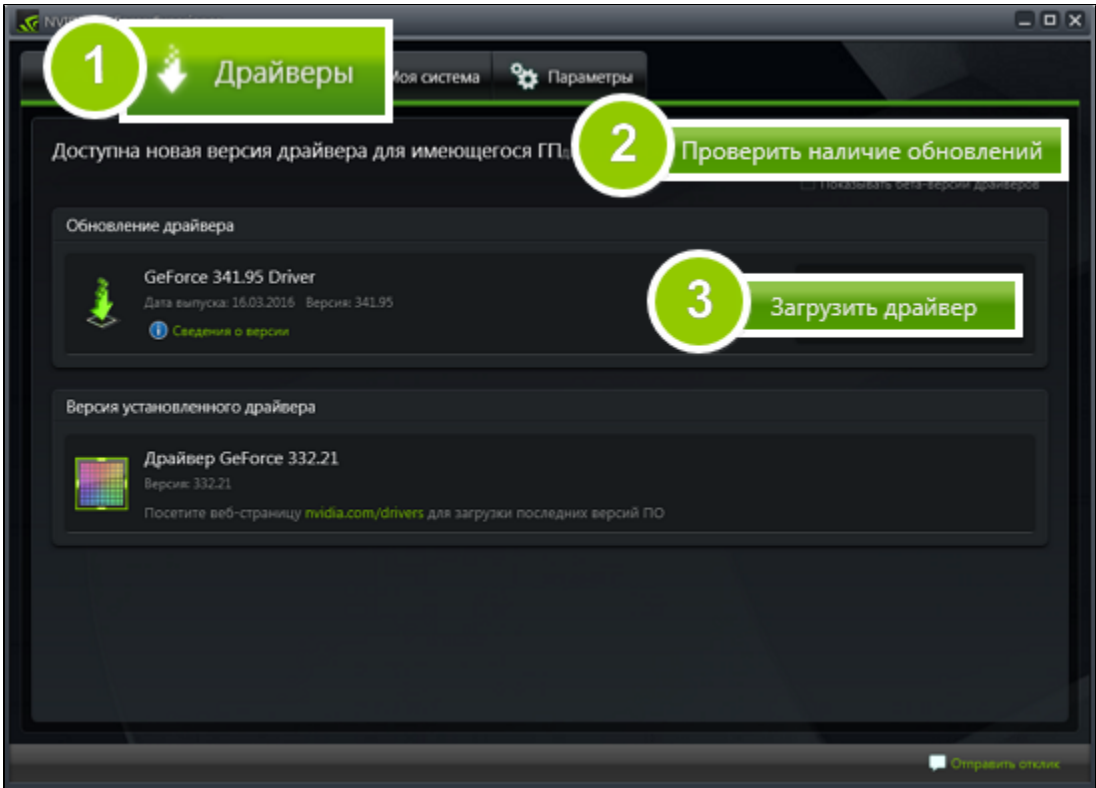 1
Драйверы
Моя система
Параметры
Доступна новая версия драйвера для имеющегося ГП
2
Проверить наличие обновлений
Показывать бета-версии драйверов
Обновление драйвера
GeForce 341.95 Driver
Дата выпуска: 16.03.2016 Версия: 341.95
Сведения о версии
3
Загрузить драйвер
Версия установленного драйвера
Драйвер GeForce 332.21
Версия: 332.21
Посетите веб-страницу nvidia.com/drivers для загрузки последних версий ПО
Отправить отклик